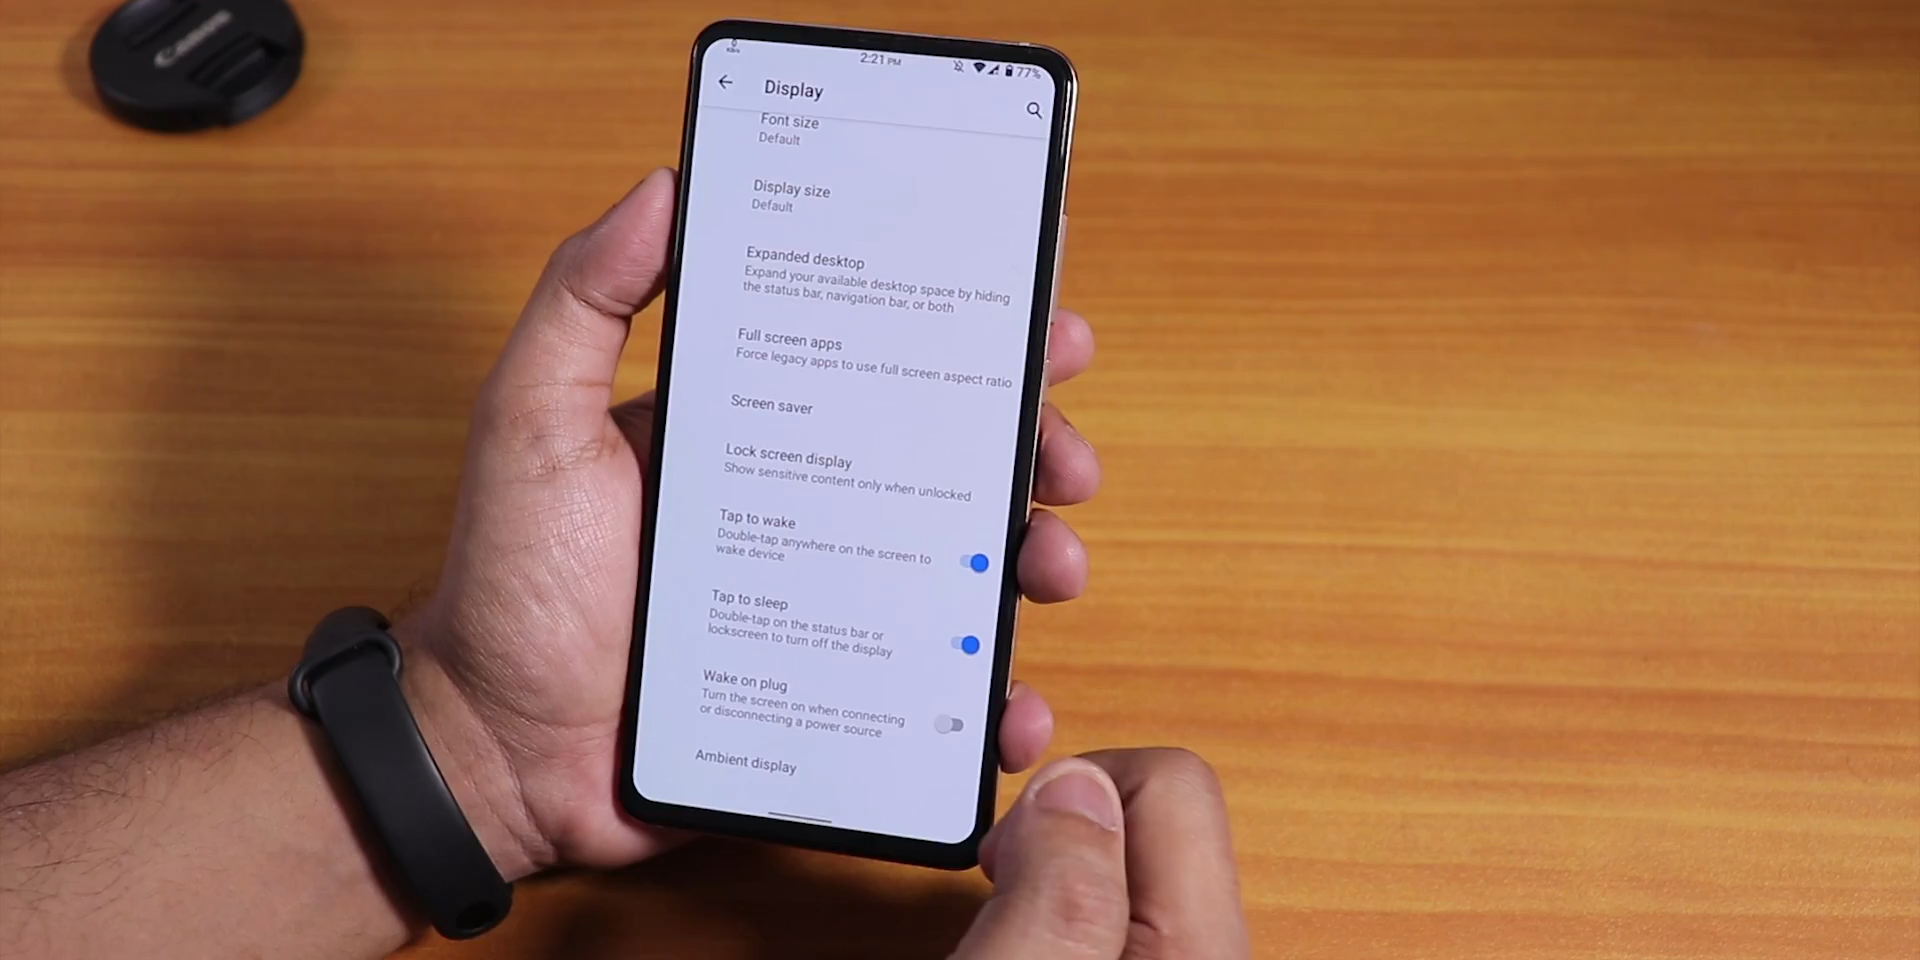 Canon
KB/s
2:21 PM
77%
Display
Font size
Default
Display size
Default
Expanded desktop
Expand your available desktop space by hiding
the status bar, navigation bar, or both
Full screen apps
Force legacy apps to use full screen aspect ratio
Screen saver
Lock screen display
Show sensitive content only when unlocked
Tap to wake
Double-tap anywhere on the screen to
wake device
Tap to sleep
Double-tap on the status bar or
lockscreen to turn off the display
Wake on plug
Turn the screen on when connecting
or disconnecting a power source
Ambient display